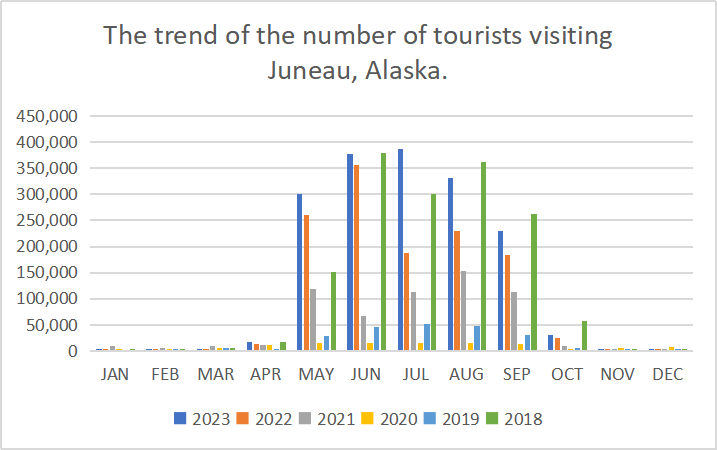 The trend of the number of tourists visiting
Juneau, Alaska.
450,000
400,000
350,000
300,000
250,000
200,000
150,000
100,000
50,000
0
JAN FEB MAR APR MAY JUN JUL AUG SEP OCT NOV DEC
2023 2022 2021 2020 2019 2018